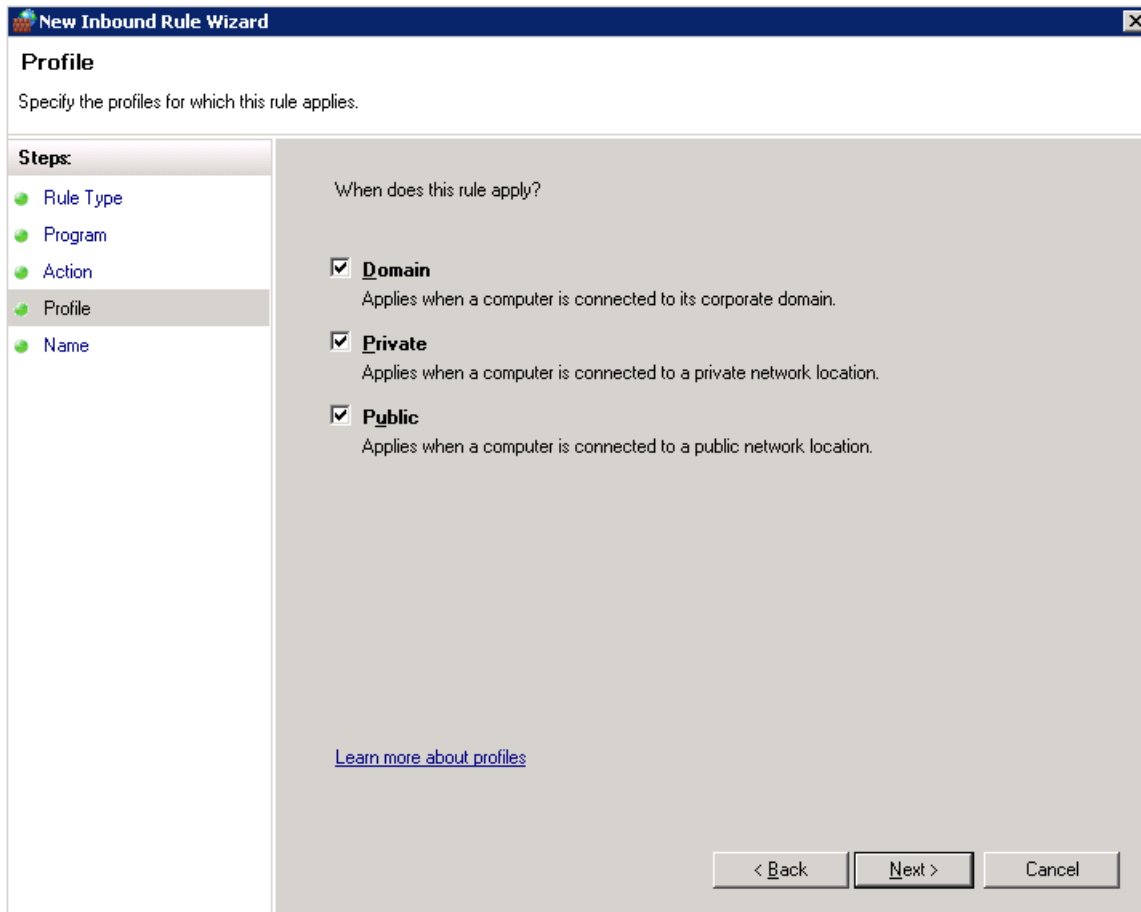 New Inbound Rule Wizard
Profile
Specify the profiles for which this rule applies.
Steps:
Rule Type
Program
Action
Profile
Name
When does this rule apply?
Domain
Applies when a computer is connected to its corporate domain.
Private
Applies when a computer is connected to a private network location.
Public
Applies when a computer is connected to a public network location.
Learn more about profiles
< Back
Next >
Cancel